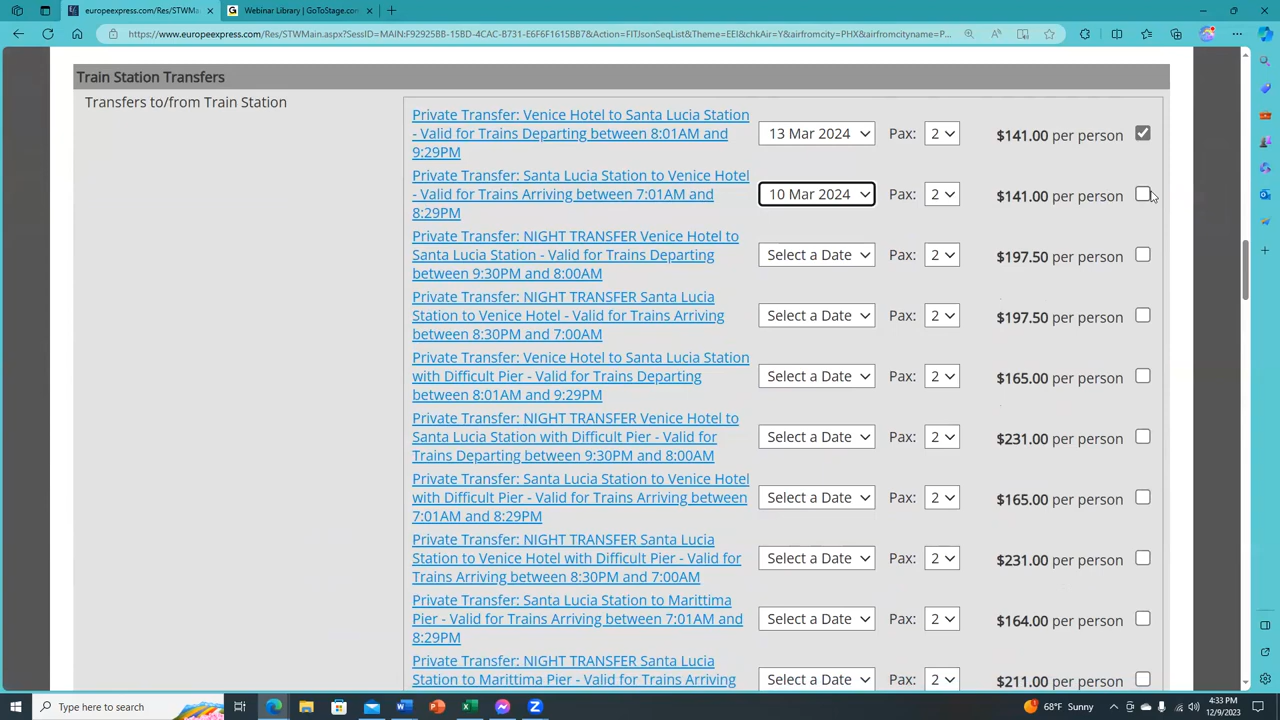 europeexpress.com/Res/STWMa
Webinar Library | GoToStage.com
https://www.europeexpress.com/Res/STWMain.aspx?SessID=MAIN:F92925BB-15BD-4CAC-B731-E6F6F1615BB7&Action=FITJsonSeqList&Theme=EEI&chkAir=Y&airfromcity=PHX&airfromcityname=P...
Train Station Transfers
Transfers to/from Train Station
Private Transfer: Venice Hotel to Santa Lucia Station
- Valid for Trains Departing between 8:01AM and
9:29PM
13 Mar 2024 Pax: 2 $141.00 per person
Private Transfer: Santa Lucia Station to Venice Hotel
- Valid for Trains Arriving between 7:01AM and
8:29PM
10 Mar 2024 Pax: 2 $141.00 per person
Private Transfer: NIGHT TRANSFER Venice Hotel to
Santa Lucia Station - Valid for Trains Departing
between 9:30PM and 8:00AM
Select a Date Pax: 2 $197.50 per person
Private Transfer: NIGHT TRANSFER Santa Lucia
Station to Venice Hotel - Valid for Trains Arriving
between 8:30PM and 7:00AM
Select a Date Pax: 2 $197.50 per person
Private Transfer: Venice Hotel to Santa Lucia Station
with Difficult Pier - Valid for Trains Departing
between 8:01AM and 9:29PM
Select a Date Pax: 2 $165.00 per person
Private Transfer: NIGHT TRANSFER Venice Hotel to
Santa Lucia Station with Difficult Pier - Valid for
Trains Departing between 9:30PM and 8:00AM
Select a Date Pax: 2 $231.00 per person
Private Transfer: Santa Lucia Station to Venice Hotel
with Difficult Pier - Valid for Trains Arriving between
7:01AM and 8:29PM
Select a Date Pax: 2 $165.00 per person
Private Transfer: NIGHT TRANSFER Santa Lucia
Station to Venice Hotel with Difficult Pier - Valid for
Trains Arriving between 8:30PM and 7:00AM
Select a Date Pax: 2 $231.00 per person
Private Transfer: Santa Lucia Station to Marittima
Pier - Valid for Trains Arriving between 7:01AM and
8:29PM
Select a Date Pax: 2 $164.00 per person
Private Transfer: NIGHT TRANSFER Santa Lucia
Station to Marittima Pier - Valid for Trains Arriving
Select a Date Pax: 2 $211.00 per person
Type here to search
68°F Sunny
4:33 PM
12/9/2023